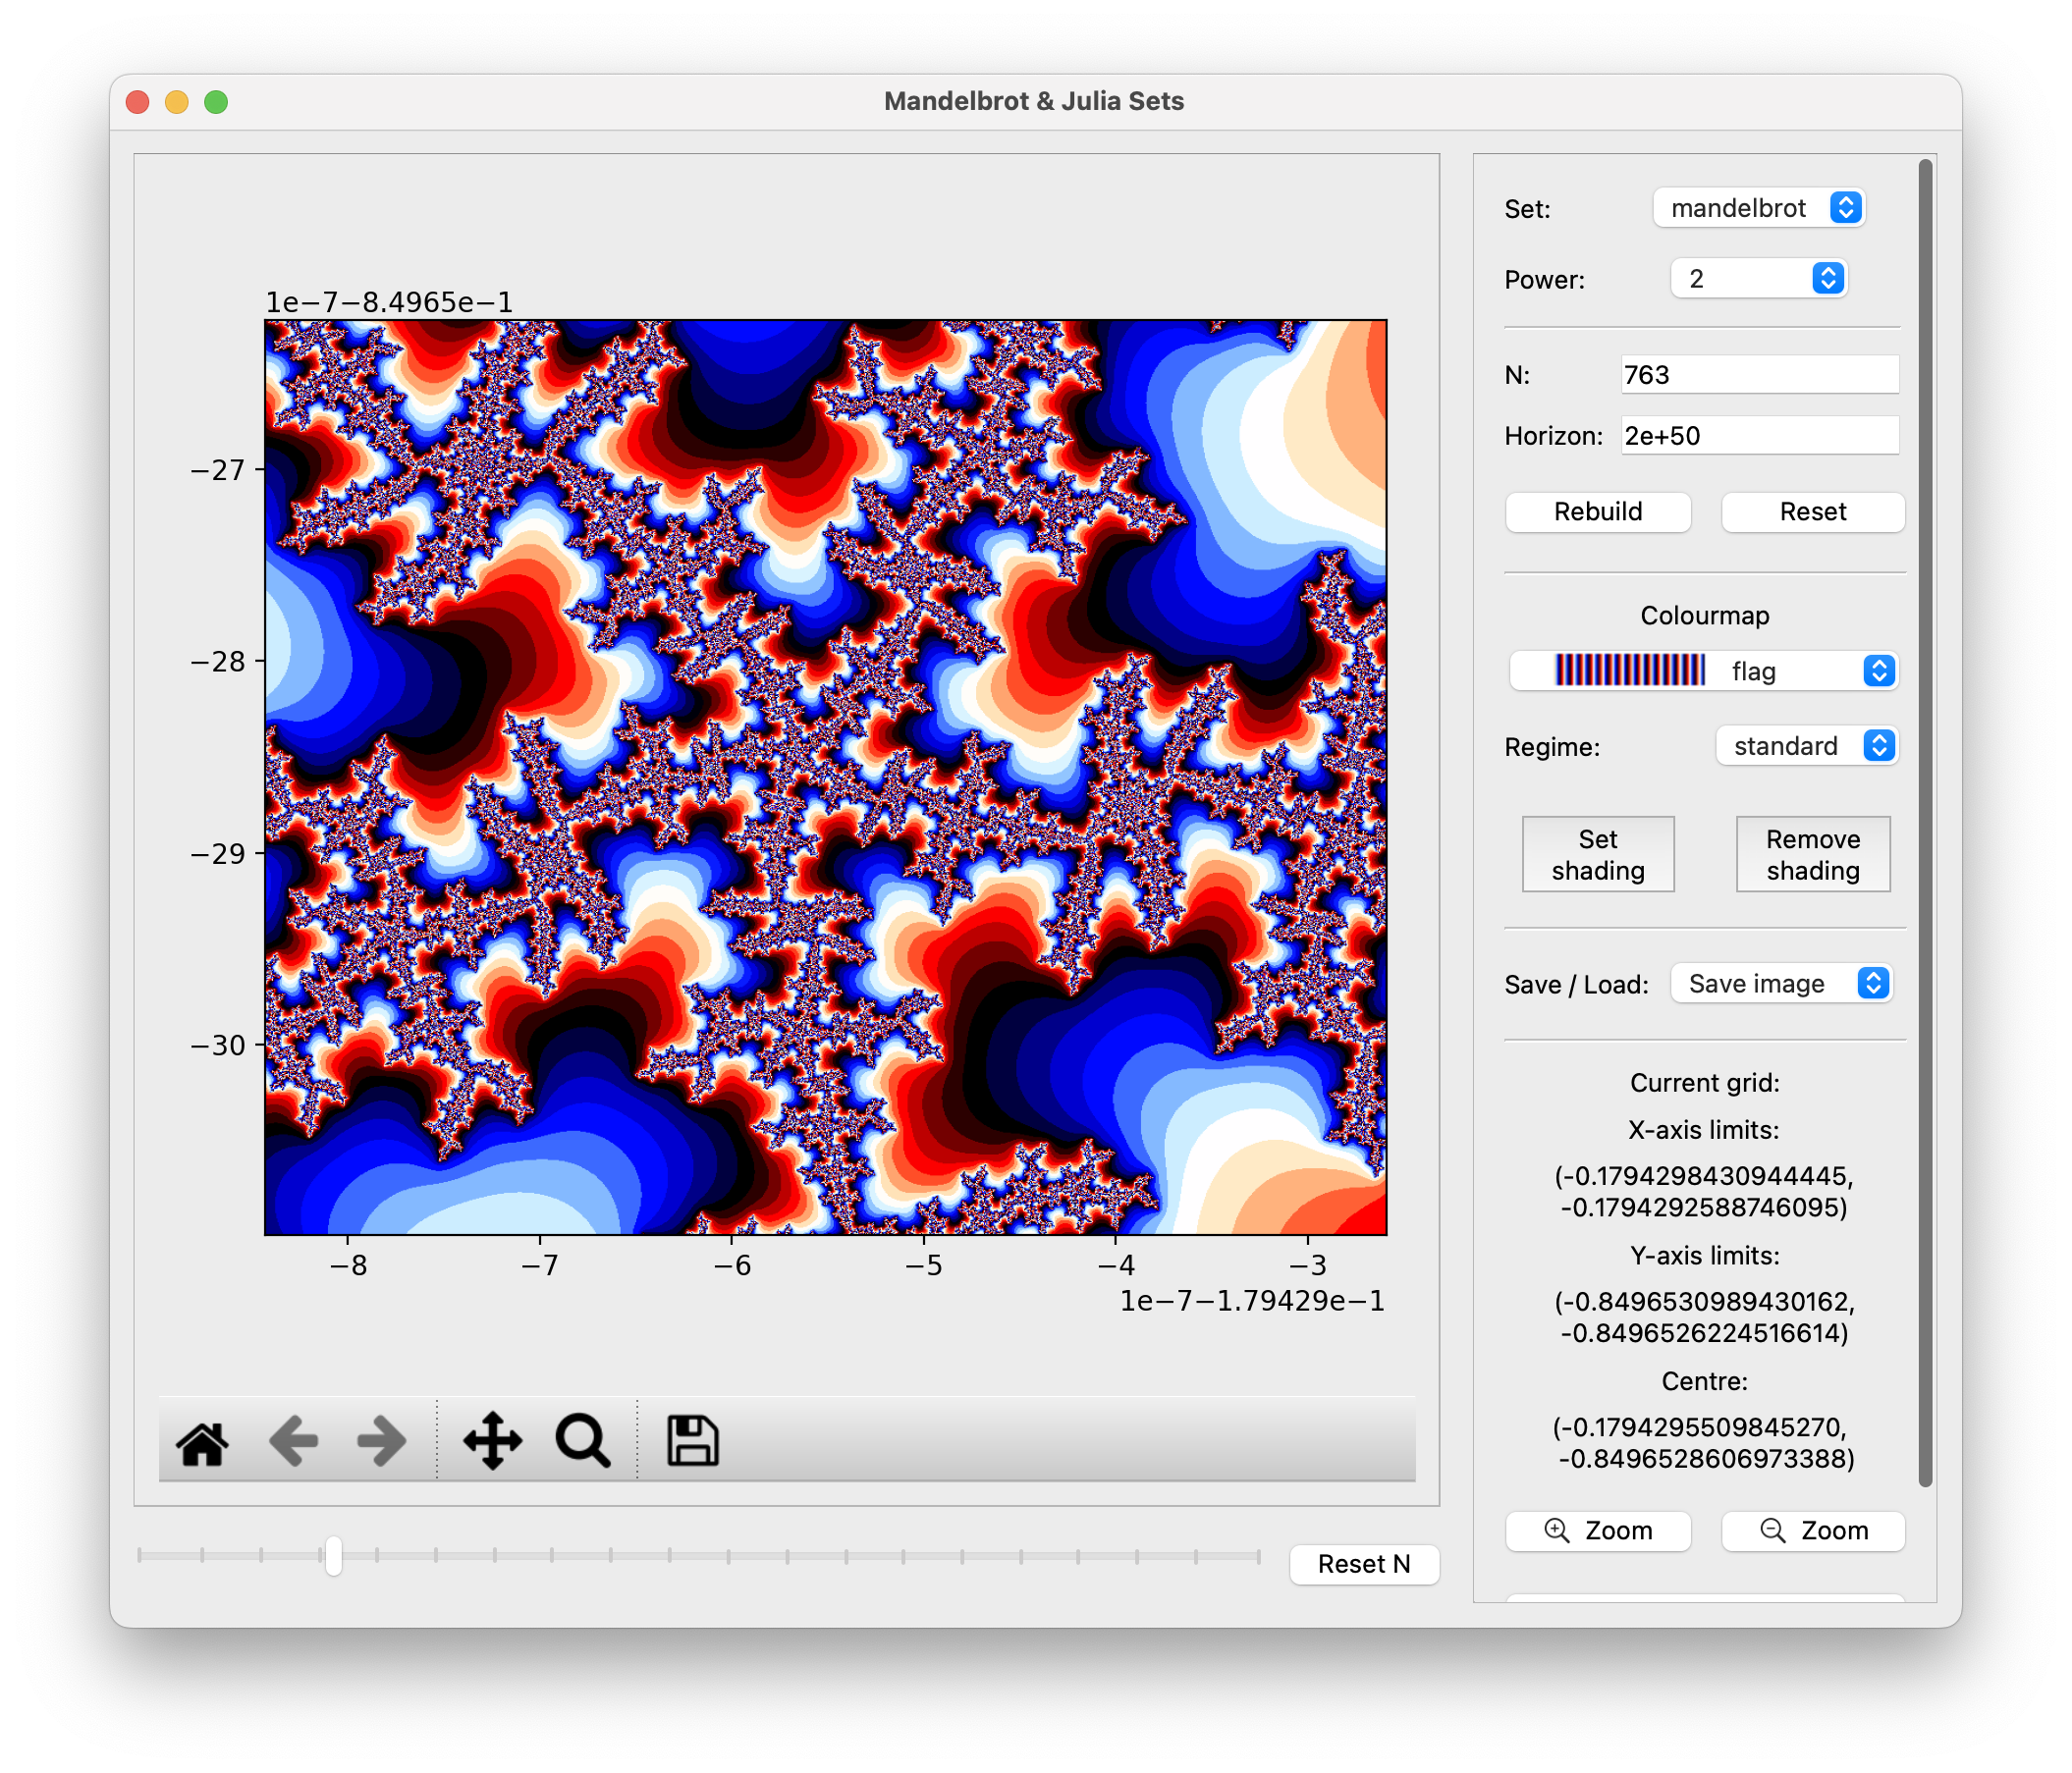 Mandelbrot & Julia Sets
1e−7−8.4965e−1
−27
−28
−29
−30
−8
−7
−6
−5
−4
−3
1e−7−1.79429e−1
Reset N
Set:
mandelbrot
Power:
2
N:
763
Horizon:
2e+50
Rebuild
Reset
Colourmap
flag
Regime:
standard
Set
shading
Remove
shading
Save / Load:
Save image
Current grid:
X-axis limits:
(-0.1794298430944445,
-0.1794292588746095)
Y-axis limits:
(-0.8496530989430162,
-0.8496526224516614)
Centre:
(-0.1794295509845270,
-0.8496528606973388)
Zoom
Zoom